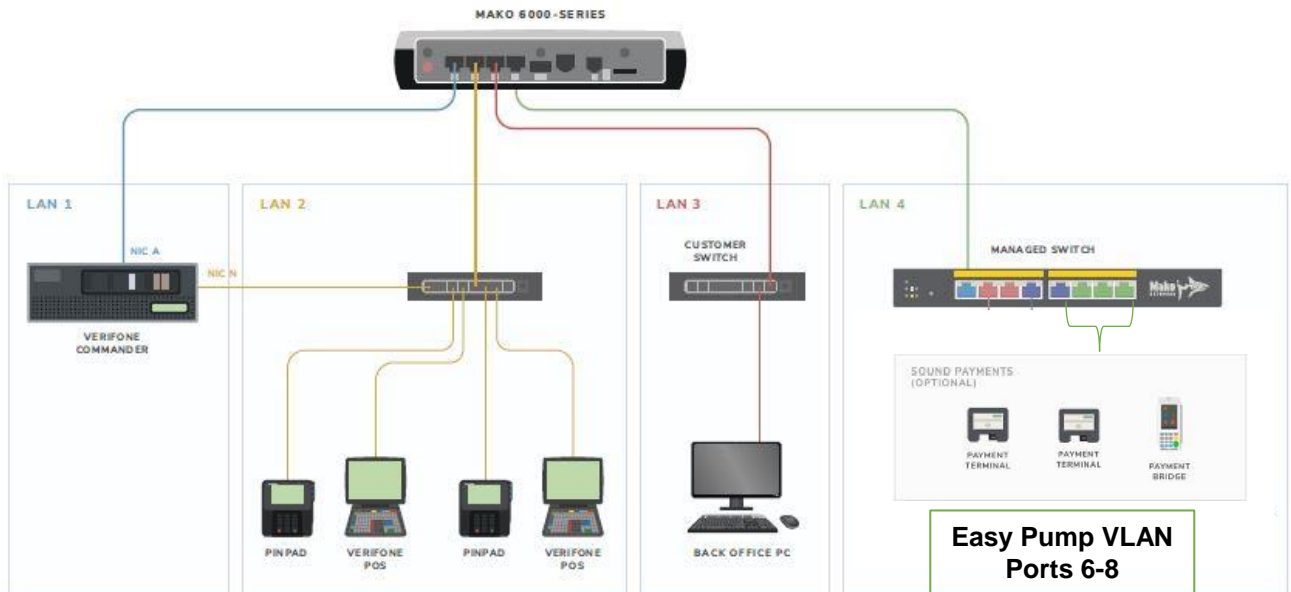 MAKO 6000-SERIES
LAN 1
LAN 2
LAN 3
LAN 4
NIC A
NIC N
VERIFONE
COMMANDER
CUSTOMER
SWITCH
MANAGED SWITCH
Mako
NETWORKS
SOUND PAYMENTS
(OPTIONAL)
PAYMENT
TERMINAL
PAYMENT
TERMINAL
PAYMENT
BRIDGE
PINPAD
VERIFONE
POS
PINPAD
VERIFONE
POS
BACK OFFICE PC
Easy Pump VLAN
Ports 6-8